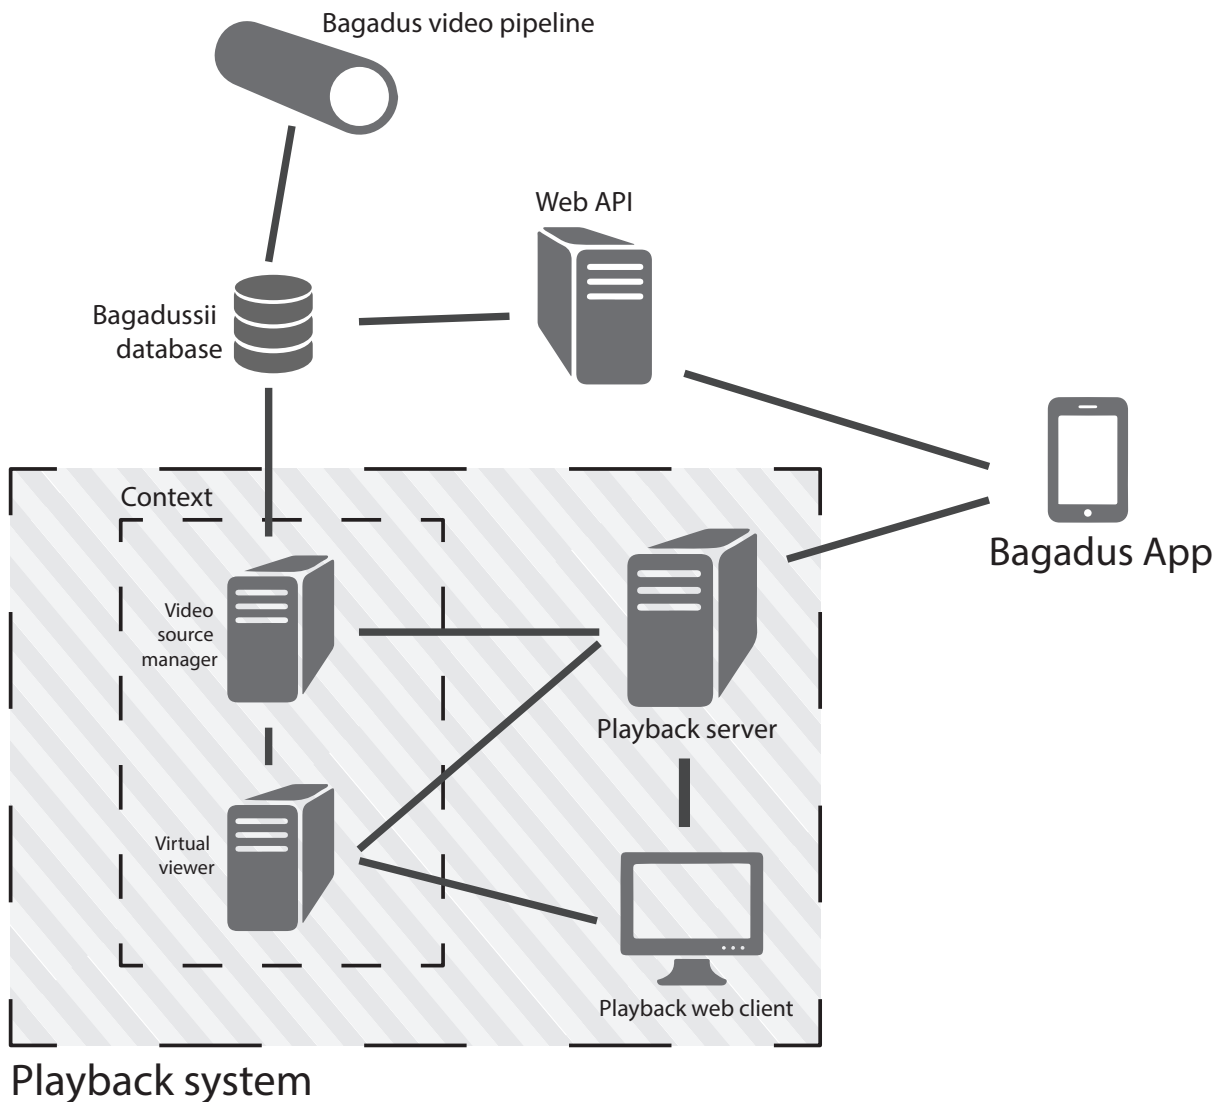 Bagadus video pipeline
Web API
Bagadussii
database
Bagadus App
Context
Video
source
manager
Playback server
Virtual
viewer
Playback web client
Playback system